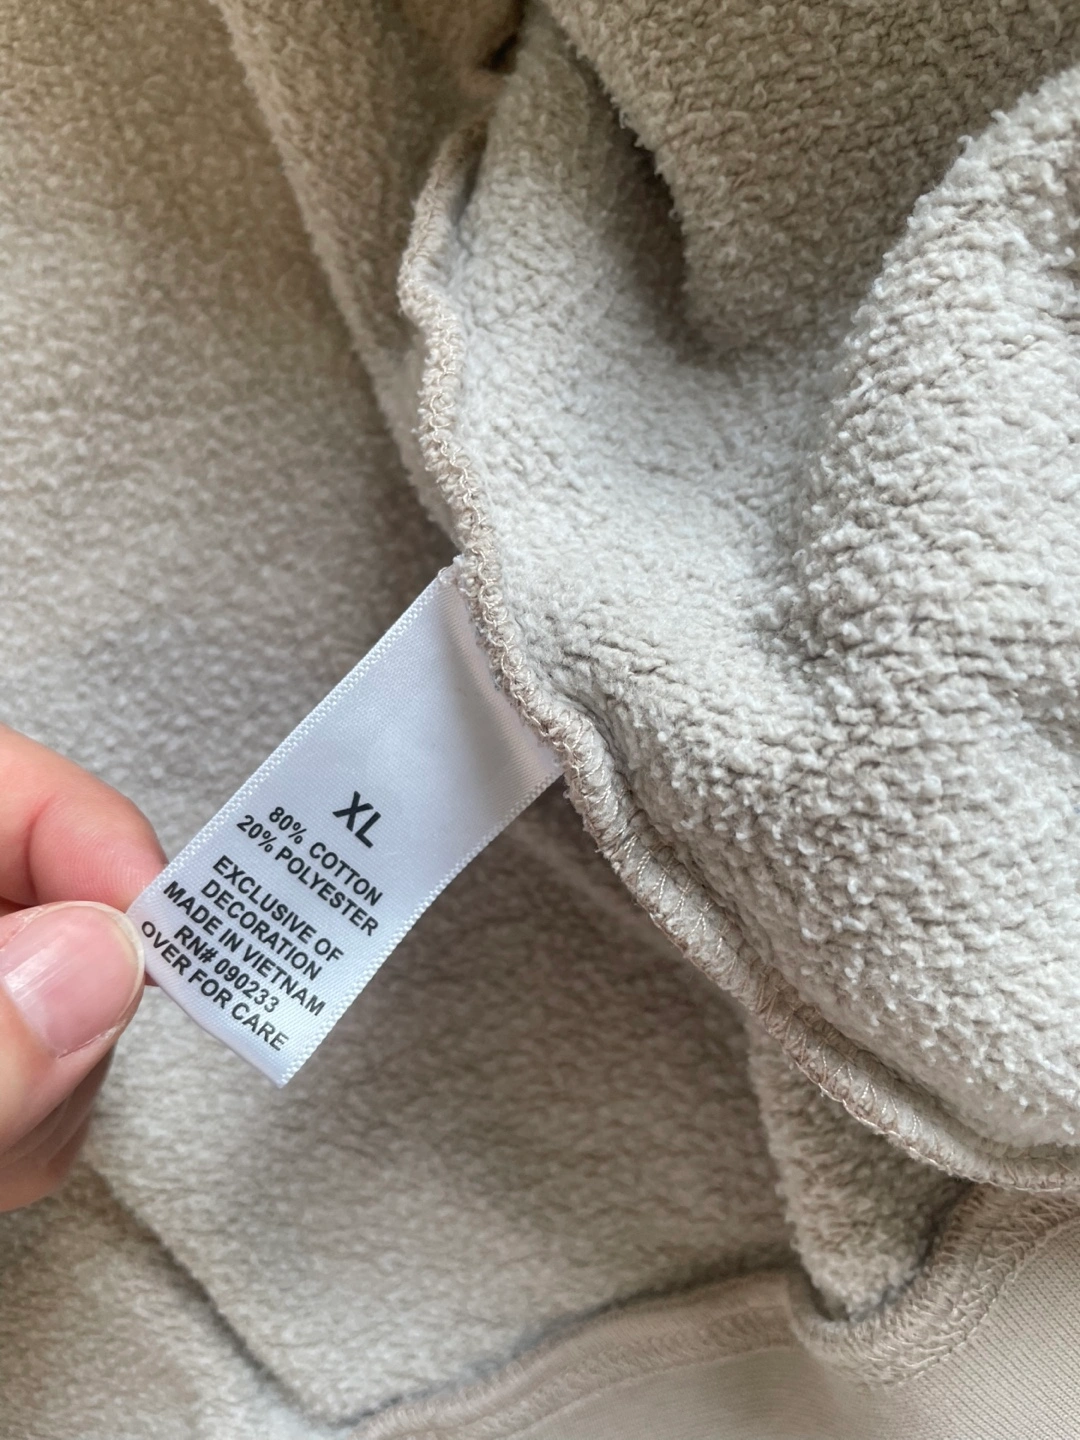 XL
80% COTTON
20% POLYESTER
EXCLUSIVE OF
DECORATION
MADE IN VIETNAM
RN# 090233
OVER FOR CARE